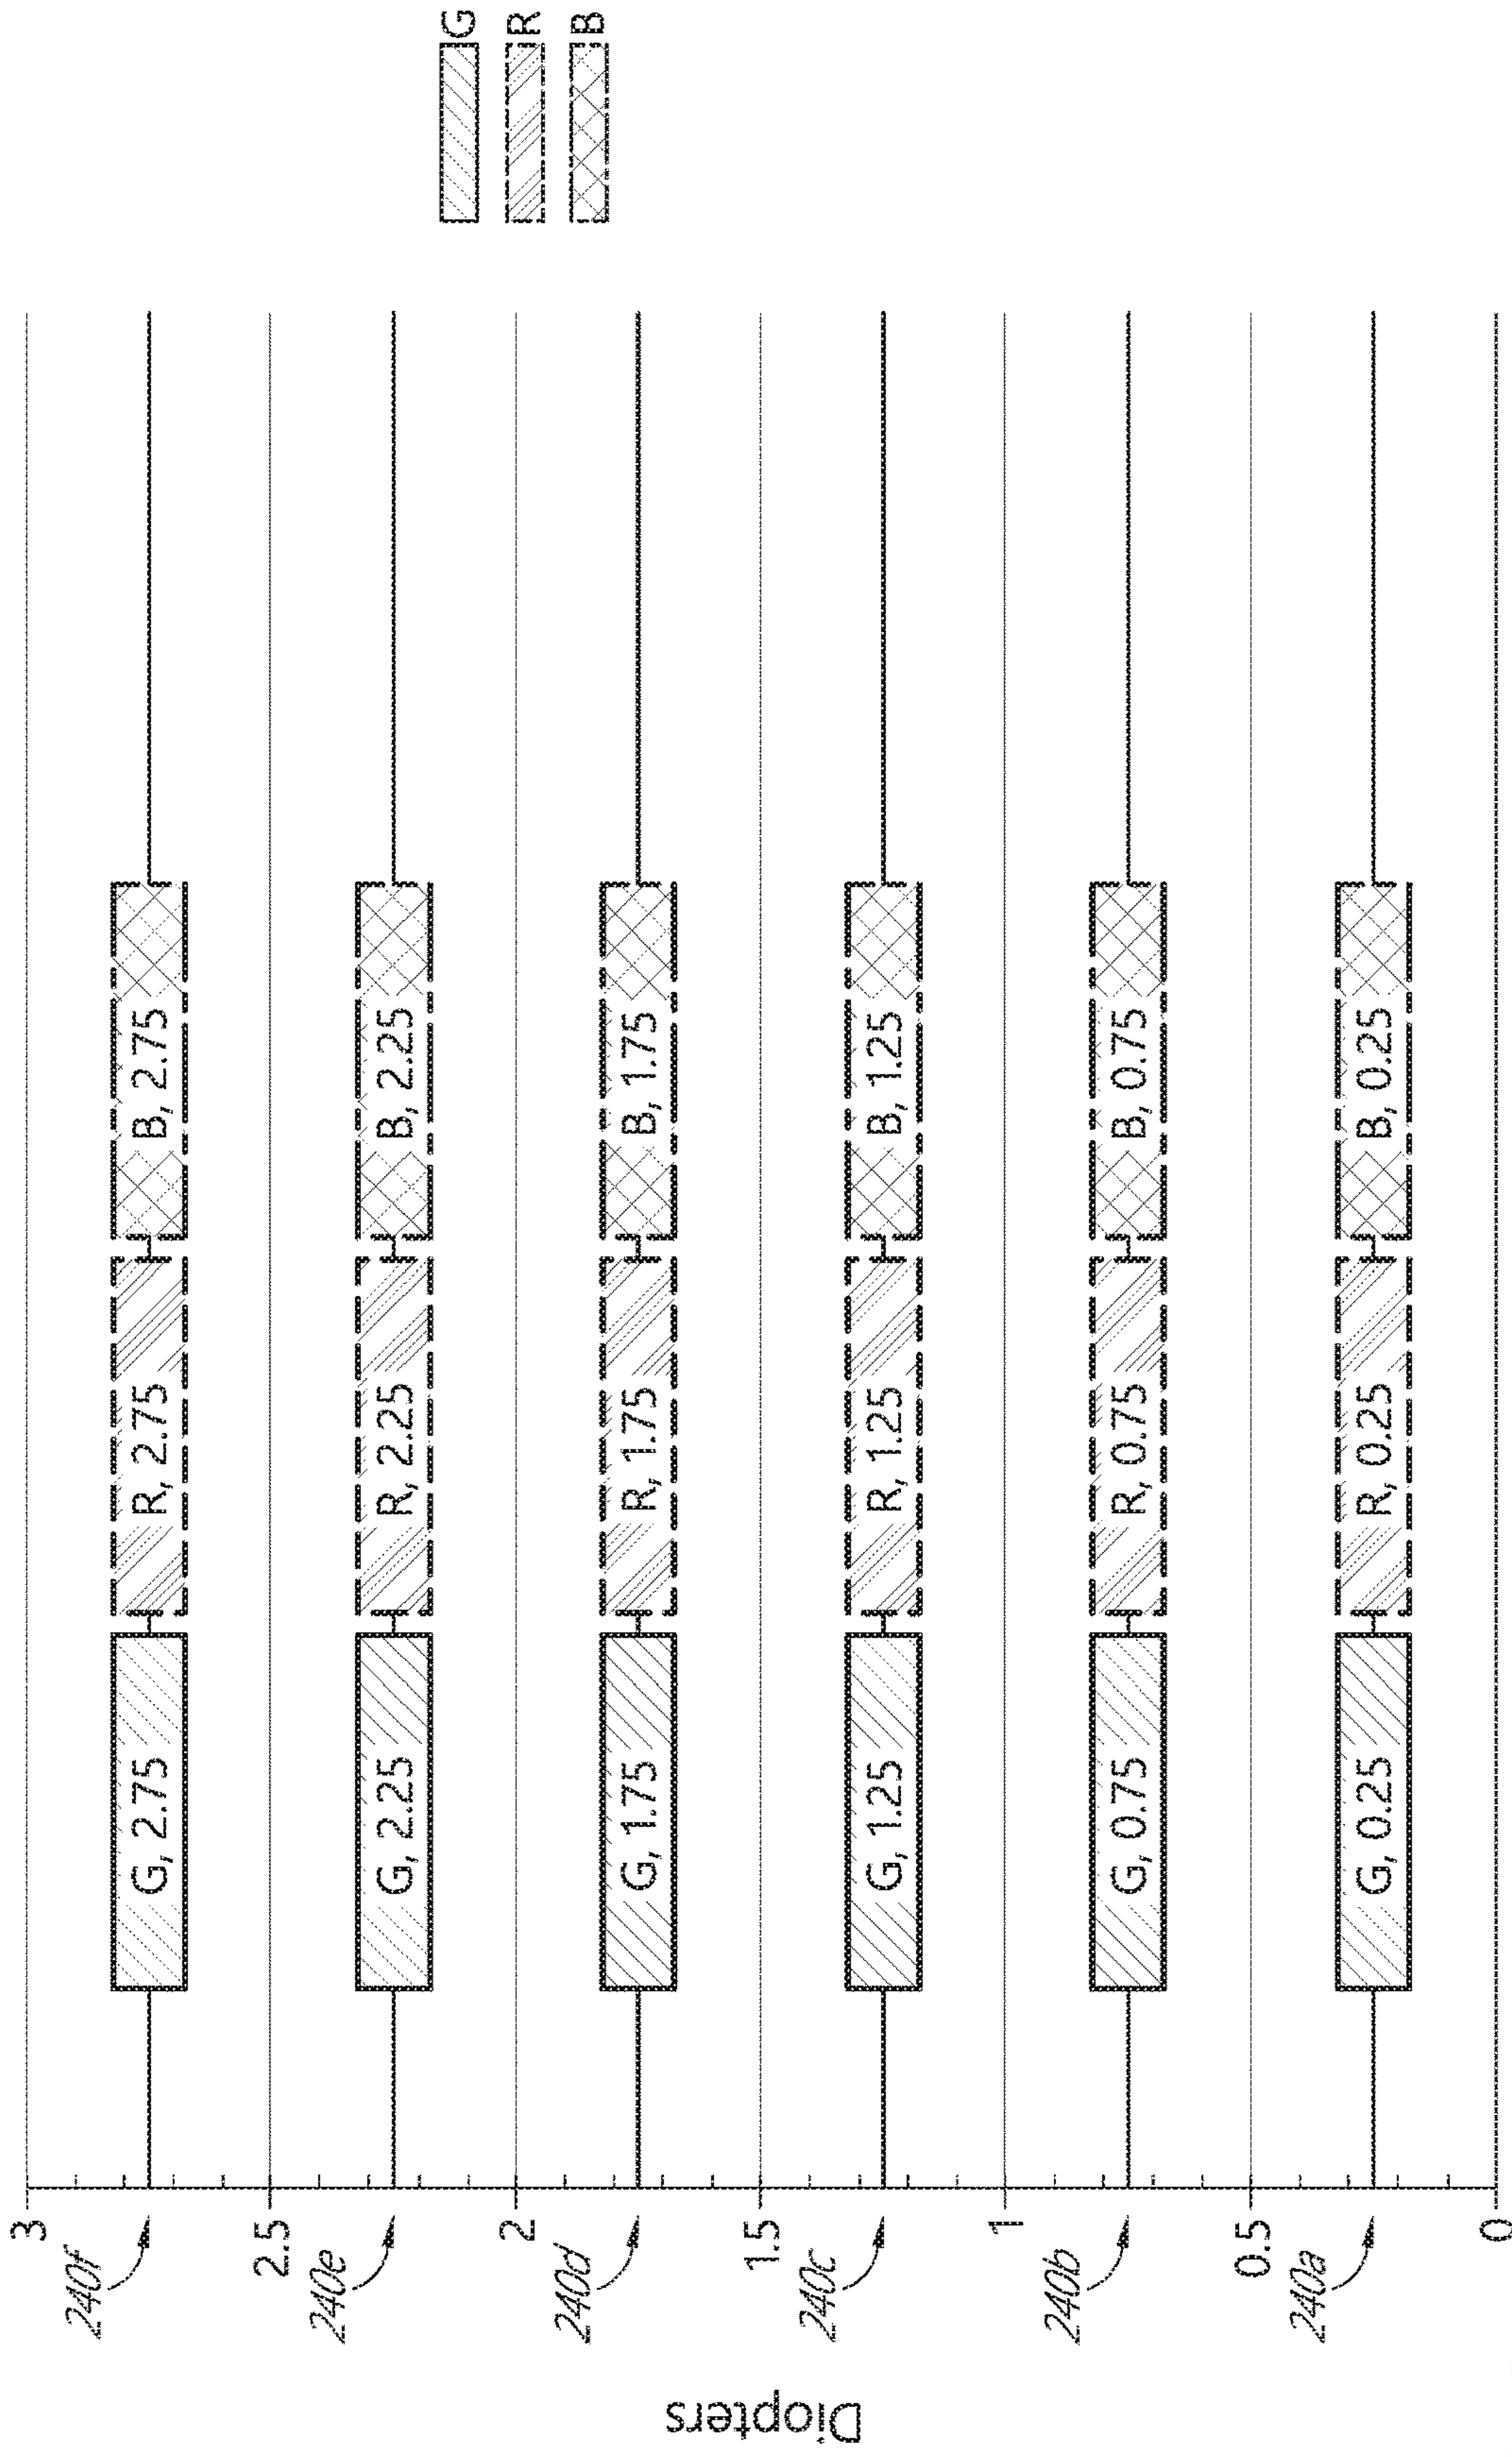 Diopters
3
240f
G, 2.75 R, 2.75 B, 2.75
2.5
240e
G, 2.25 R, 2.25 B, 2.25
2
240d
G, 1.75 R, 1.75 B, 1.75
1.5
240c
G, 1.25 R, 1.25 B, 1.25
1
240b
G, 0.75 R, 0.75 B, 0.75
0.5
240a
G, 0.25 R, 0.25 B, 0.25
0
G
R
B